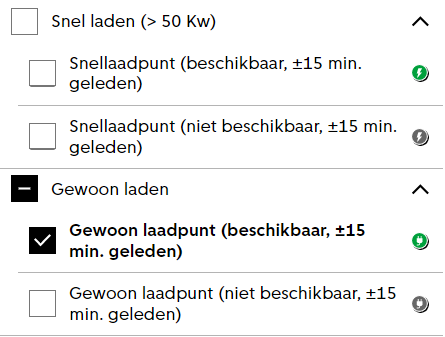 Snel laden (> 50 Kw)
Snellaadpunt (beschikbaar, ±15 min.
geleden)
Snellaadpunt (niet beschikbaar, ±15 min.
geleden)
Gewoon laden
Gewoon laadpunt (beschikbaar, ±15
min. geleden)
Gewoon laadpunt (niet beschikbaar, ±15
min. geleden)